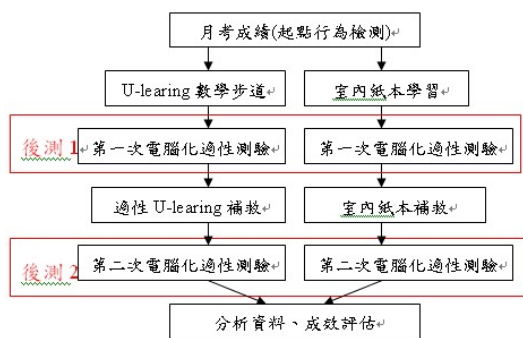 月考成績(起點行為檢測)
U-learing 數學步道 室內紙本學習
後測 1 第一次電腦化適性測驗 第一次電腦化適性測驗
適性 U-learing 補救 室內紙本補救
後測 2 第二次電腦化適性測驗 第二次電腦化適性測驗
分析資料、成效評估